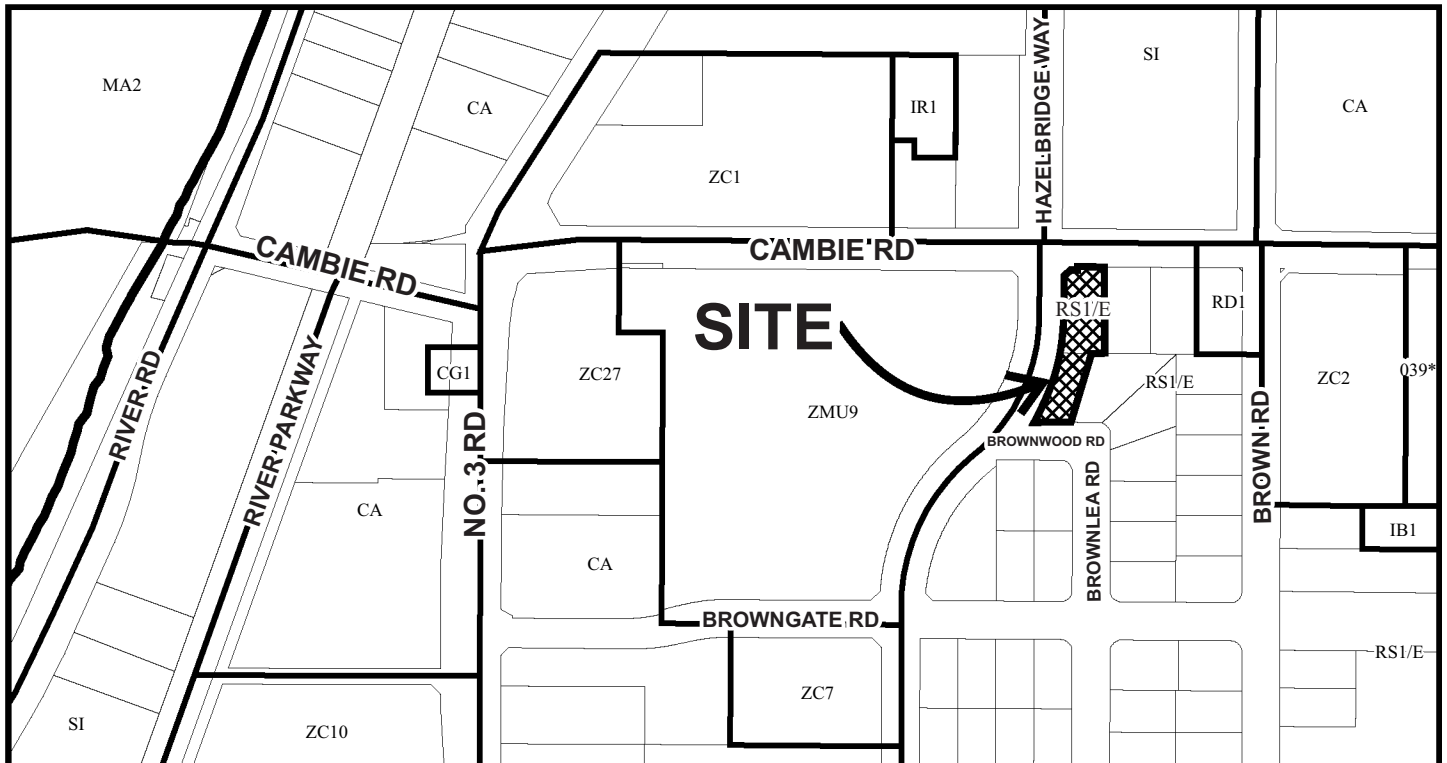 MA2
CA
IR1
HAZELBRIDGE WAY
SI
CA
ZC1
CAMBIE RD
CAMBIE RD
SITE
RS1/E
RD1
RIVER RD
RIVER PARKWAY
CG1
NO. 3 RD
ZC27
ZMU9
RS1/E
BROWN RD
ZC2
039*
BROWNWOOD RD
BROWNLEA RD
CA
CA
IB1
BROWNGATE RD
RS1/E
ZC7
SI
ZC10